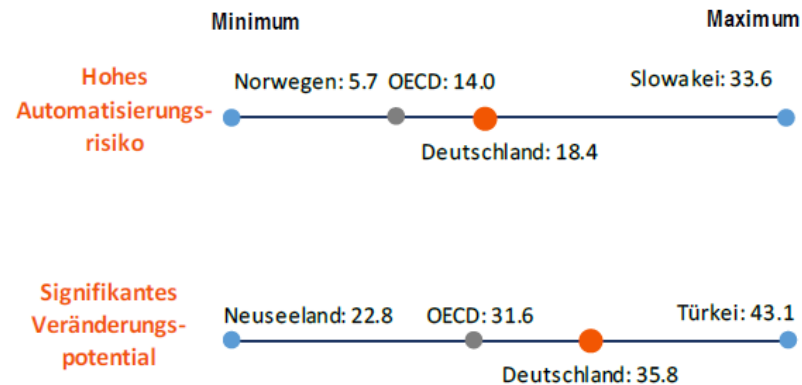 Minimum
Maximum
Hohes
Automatisierungs-
risiko
Norwegen: 5.7
OECD: 14.0
Slowakei: 33.6
Deutschland: 18.4
Signifikantes
Veränderungs-
potential
Neuseeland: 22.8
OECD: 31.6
Türkei: 43.1
Deutschland: 35.8